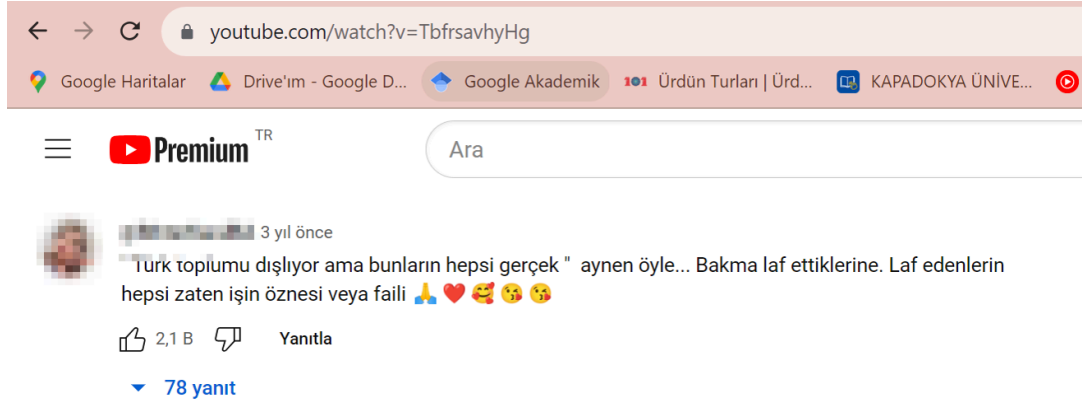 youtube.com/watch?v=TbfrsavhyHg
Google Haritalar Drive'ım - Google D... Google Akademik 101 Ürdün Turları | Ürd... KAPADOKYA ÜNİVE...
Premium TR Ara
3 yıl önce
"Türk toplumu dışlıyor ama bunların hepsi gerçek " aynen öyle... Bakma laf ettiklerine. Laf edenlerin
hepsi zaten işin öznesi veya faili 🙏 ❤️ 🥰 😘 😘
2,1 B Yanıtla
78 yanıt